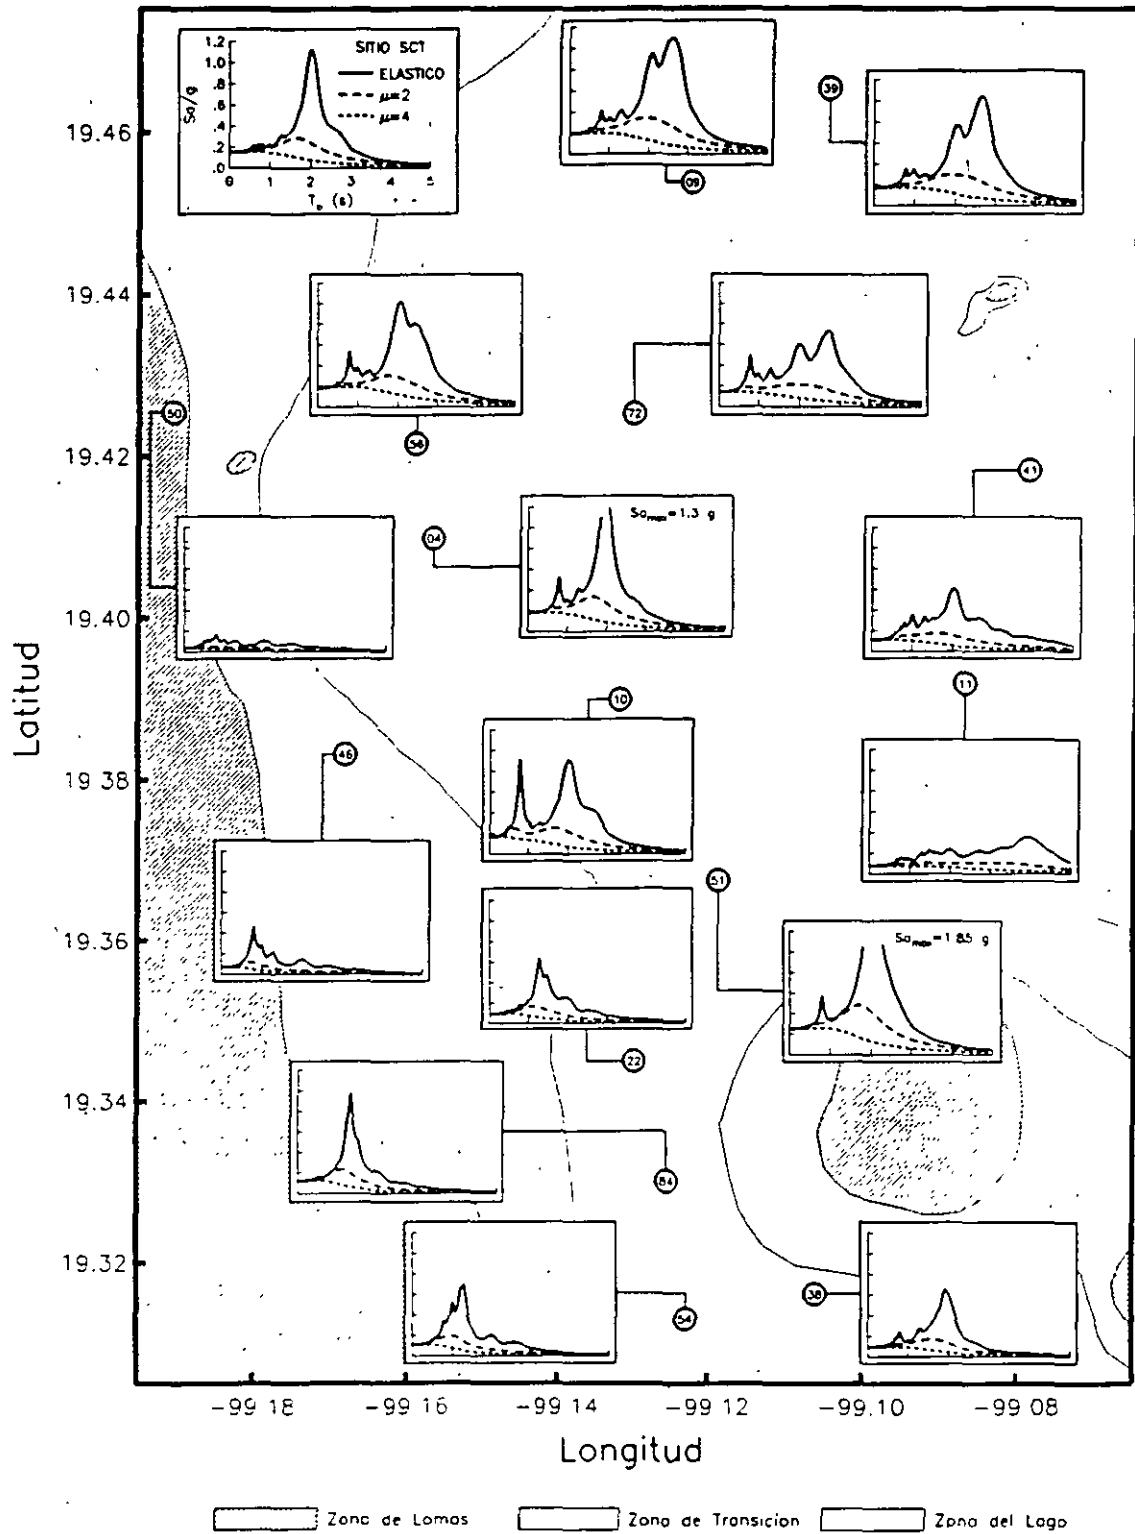 SITIO SCT
ELASTICO
μ=2
μ=4
Sa/g
1.2
1.0
.8
.6
.4
.2
.0
0 1 2 3 4 5
(s)
09
39
19.46
19.44
19.42
19.40
19.38
19.36
19.34
19.32
Latitud
56
72
50
41
04
Sa max=1.3 g
10
11
46
51
Sa max=1 85 g
22
84
54
38
-99 18 -99 16 -99 14 -99 12 -99.10 -99 08
Longitud
Zona de Lomas Zona de Transicion Zona del Lago